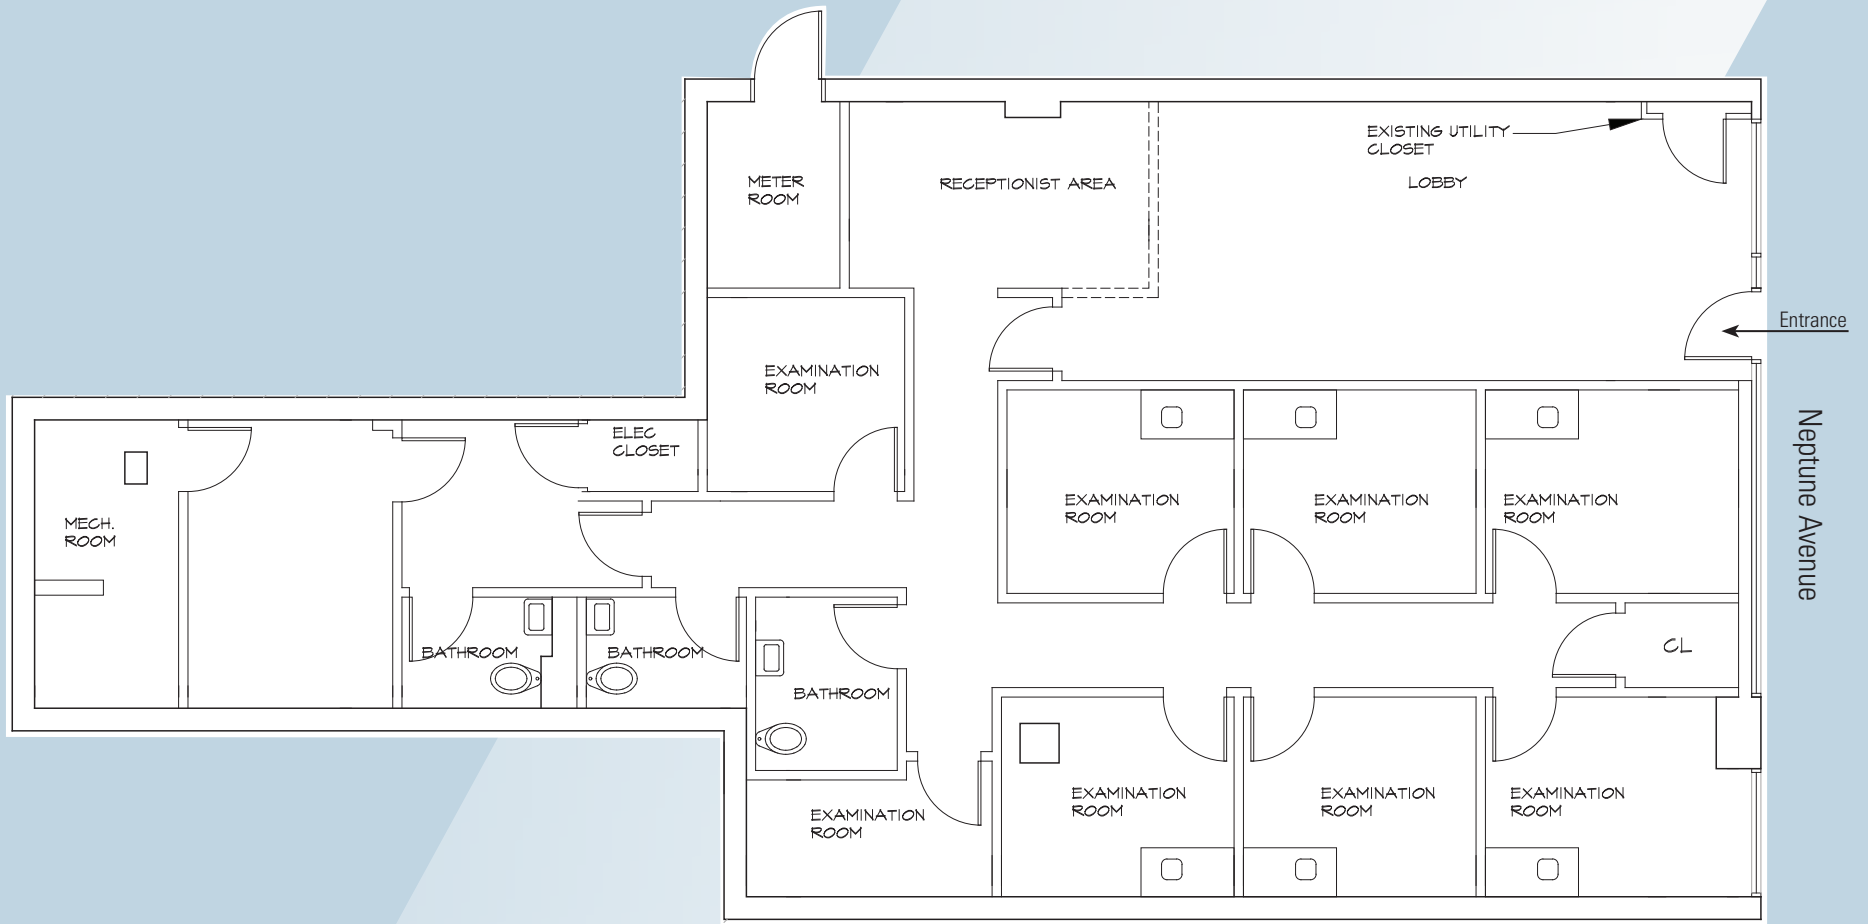 EXISTING UTILITY
CLOSET
METER
ROOM
RECEPTIONIST AREA
LOBBY
Entrance
EXAMINATION
ROOM
ELEC
CLOSET
Neptune Avenue
MECH.
ROOM
EXAMINATION
ROOM
EXAMINATION
ROOM
EXAMINATION
ROOM
BATHROOM
BATHROOM
CL
BATHROOM
EXAMINATION
ROOM
EXAMINATION
ROOM
EXAMINATION
ROOM
EXAMINATION
ROOM